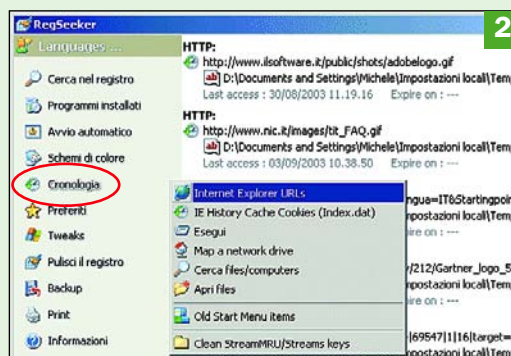 RegSeeker
2
Languages ...
Cerca nel registro
Programmi installati
Avvio automatico
Schemi di colore
Cronologia
Preferiti
Tweaks
Pulisci il registro
Backup
Print
Informazioni
HTTP:
http://www.ilsoftware.it/public/shots/adobelogo.gif
D:\Documents and Settings\Michele\Impostazioni locali\Tem
Last access : 30/08/2003 11.19.16 Expire on : ---
HTTP:
http://www.nic.it/images/tit_FAQ.gif
D:\Documents and Settings\Michele\Impostazioni locali\Tem
Last access : 03/09/2003 10.38.50 Expire on : ---
Internet Explorer URLs
IE History Cache Cookies (Index.dat)
Esegui
Map a network drive
Cerca files/computers
Apri files
Old Start Menu items
Clean StreamMRU/Streams keys
ngua=IT&Startingpoin
npostazioni locali\Tem
ire on : ---
/212/Gartner_logo_5
npostazioni locali\Tem
ire on : ---
|69547|1|16|target=
npostazioni locali\Tem